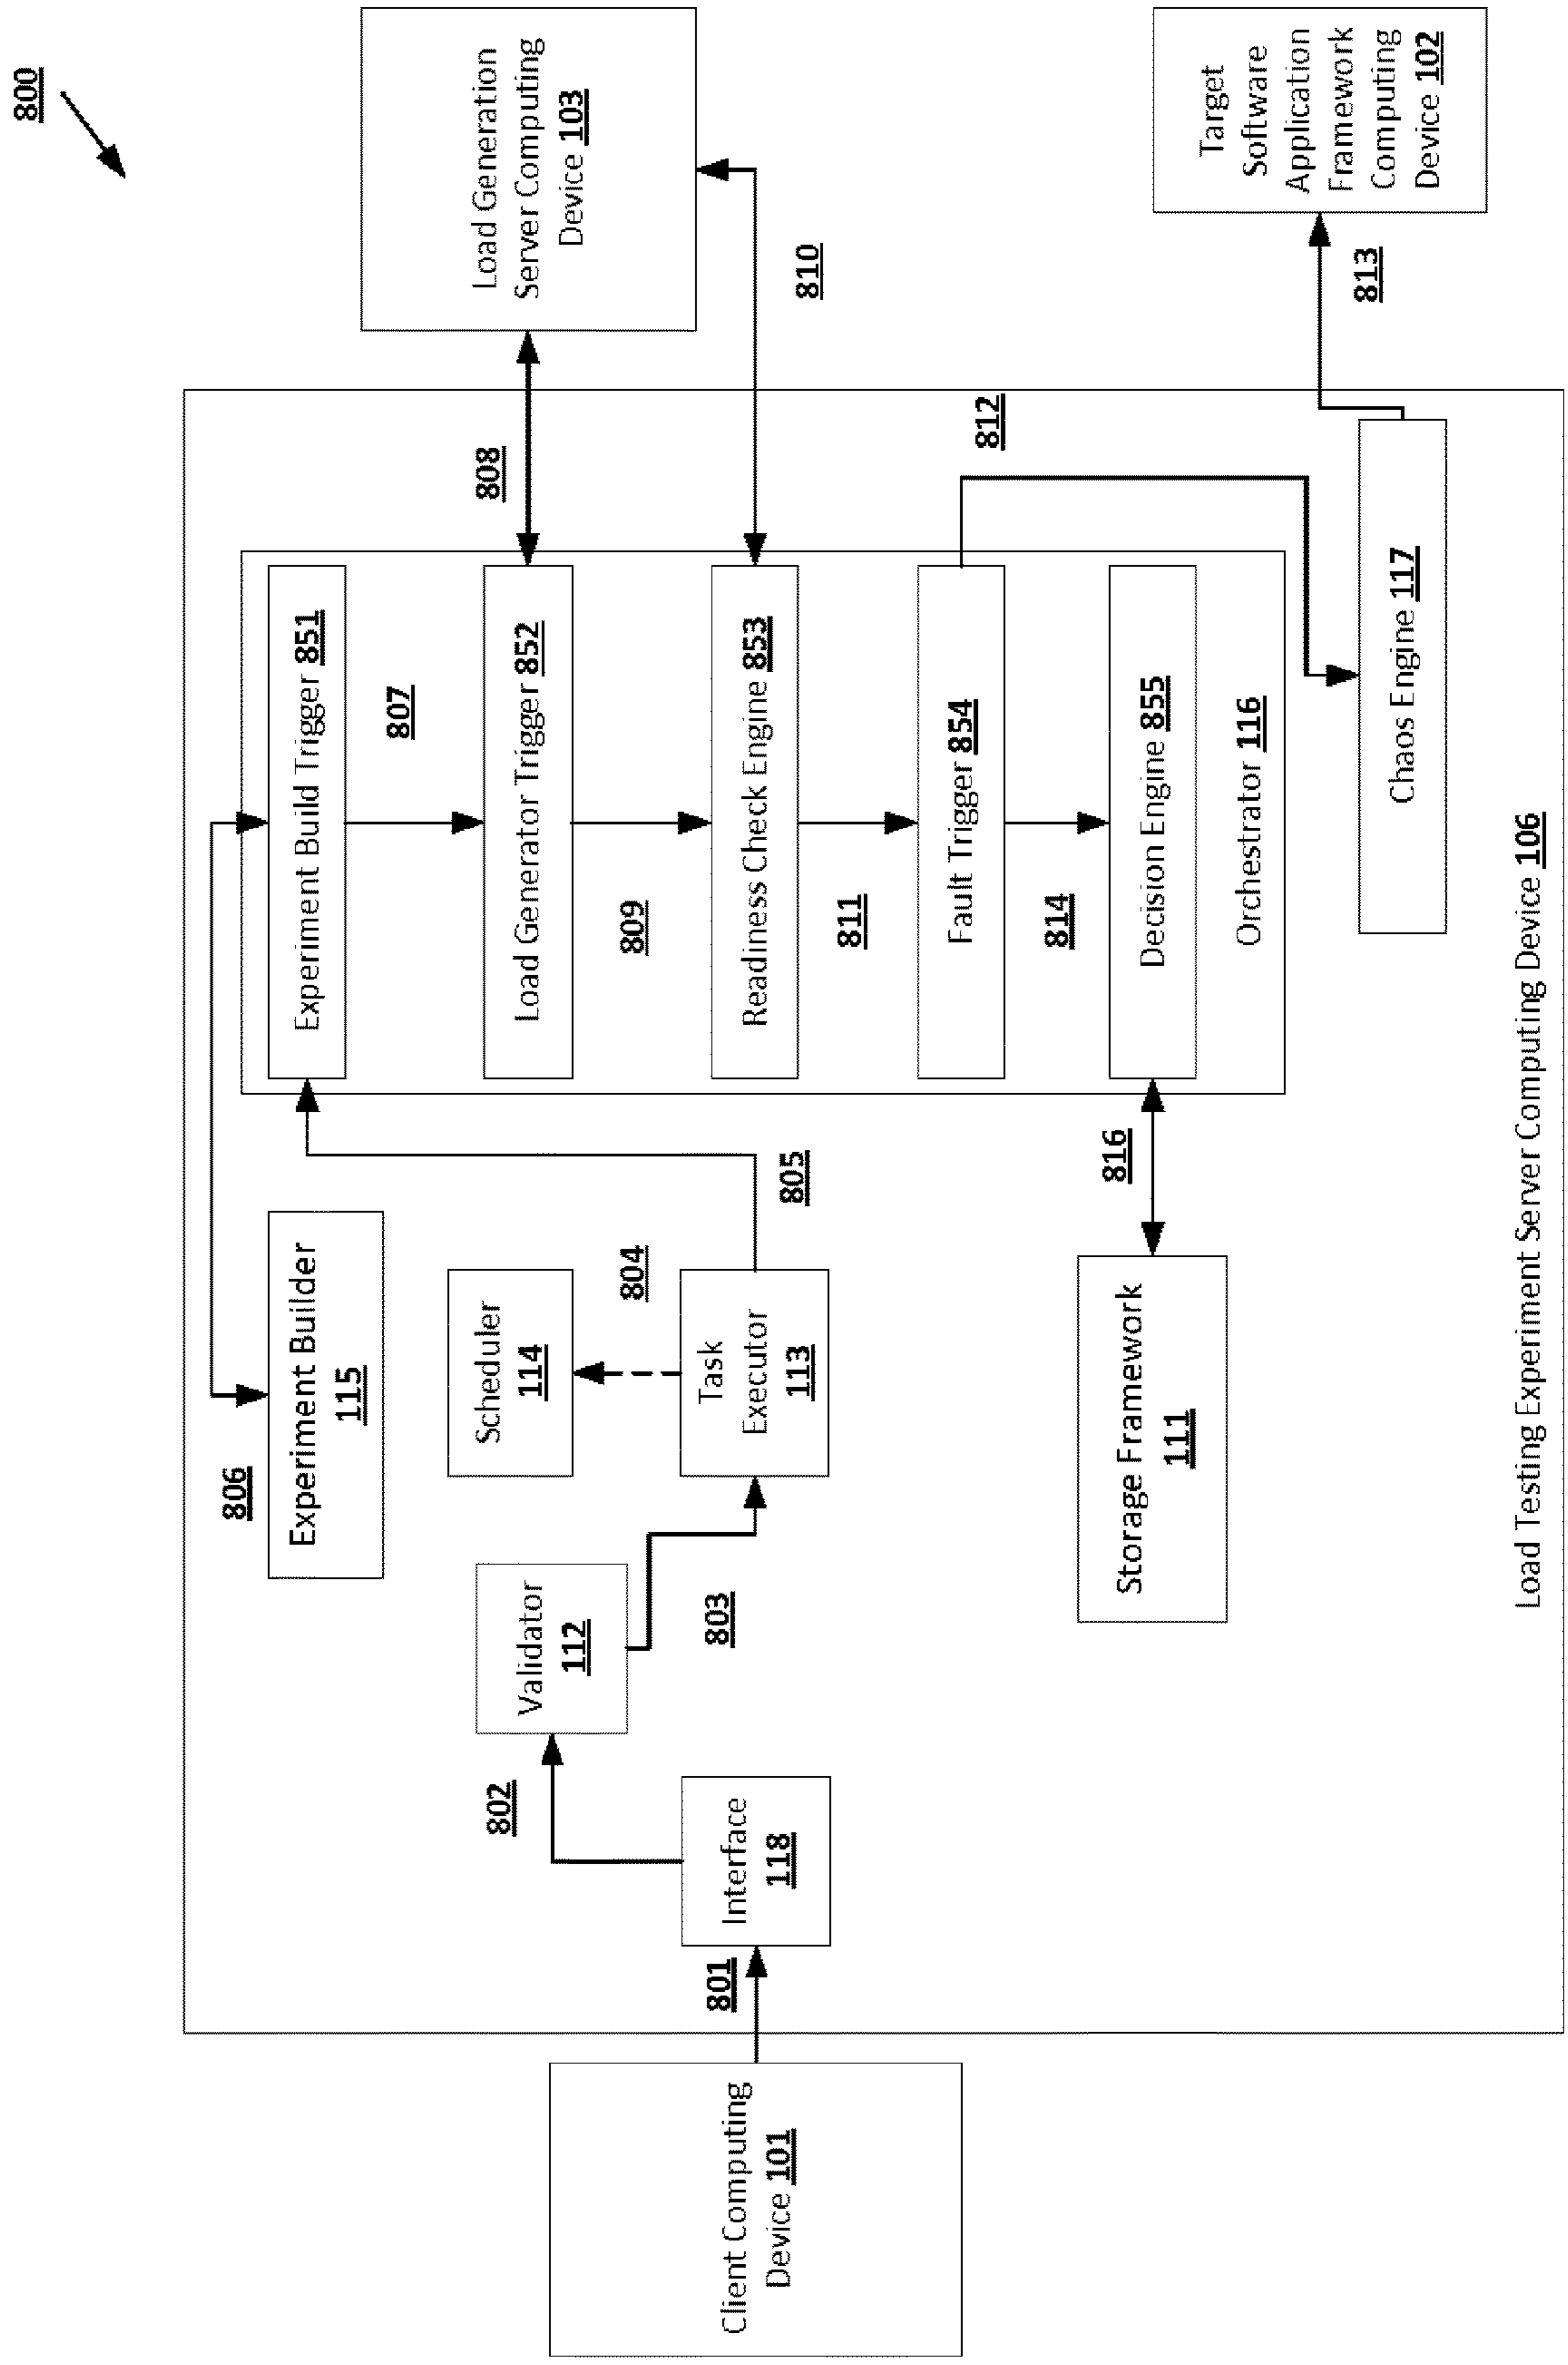 800
Client Computing
Device 101
801
Interface
118
802
Validator
112
803
Task
Executor
113
804
Scheduler
114
805
806
Experiment Builder
115
Experiment Build Trigger 851
807
Load Generator Trigger 852
808
Load Generation
Server Computing
Device 103
809
Readiness Check Engine 853
810
811
Fault Trigger 854
812
814
Decision Engine 855
Orchestrator 116
816
Storage Framework
111
Chaos Engine 117
813
Target
Software
Application
Framework
Computing
Device 102
Load Testing Experiment Server Computing Device 106